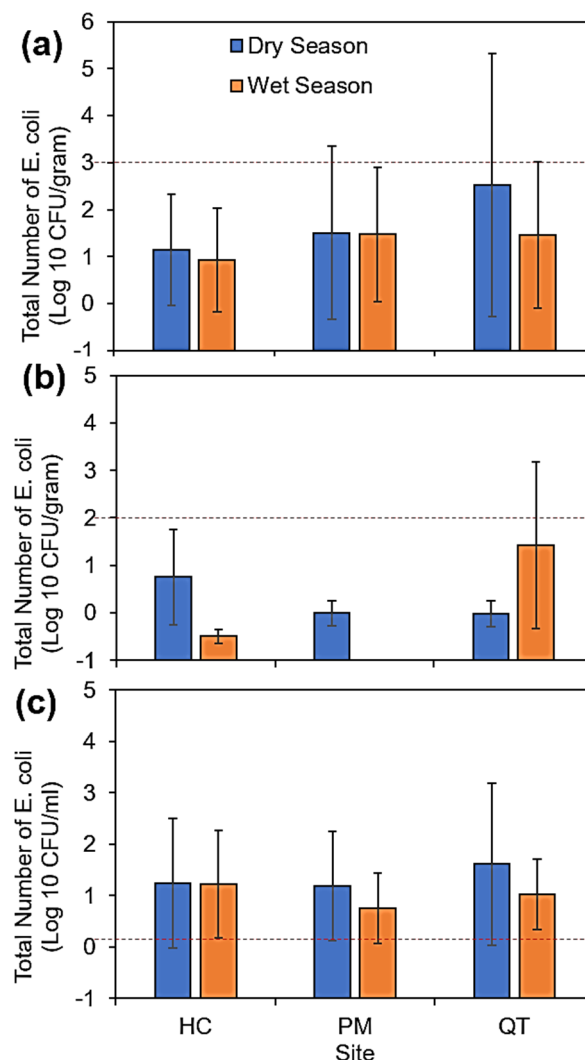 (a)
Dry Season
Wet Season
Total Number of E. coli
(Log 10 CFU/gram)
6
5
4
3
2
1
0
-1
(b)
Total Number of E. coli
(Log 10 CFU/gram)
5
4
3
2
1
0
-1
(c)
Total Number of E. coli
(Log 10 CFU/ml)
5
4
3
2
1
0
-1
HC PM QT
Site